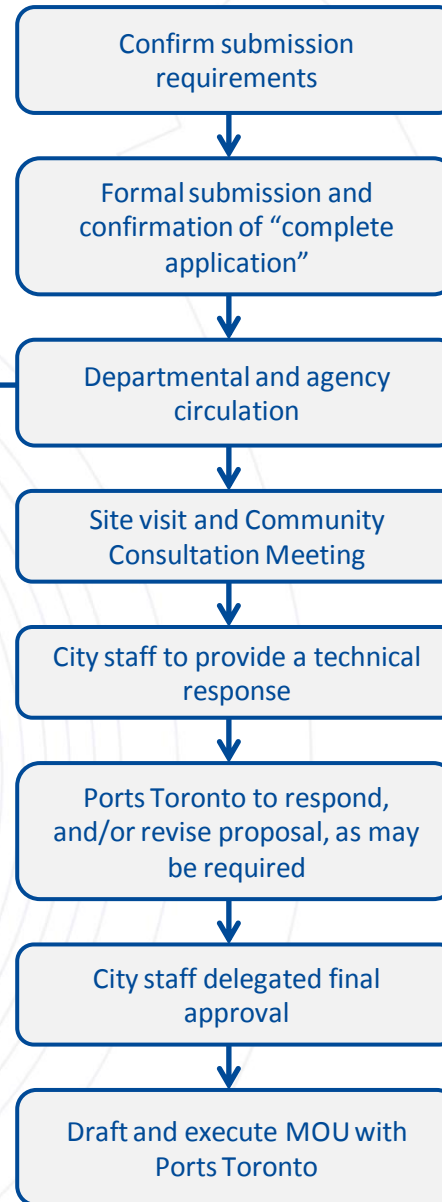 Confirm submission
requirements
Formal submission and
confirmation of “complete
application”
Departmental and agency
circulation
Site visit and Community
Consultation Meeting
City staff to provide a technical
response
Ports Toronto to respond,
and/or revise proposal, as may
be required
City staff delegated final
approval
Draft and execute MOU with
Ports Toronto